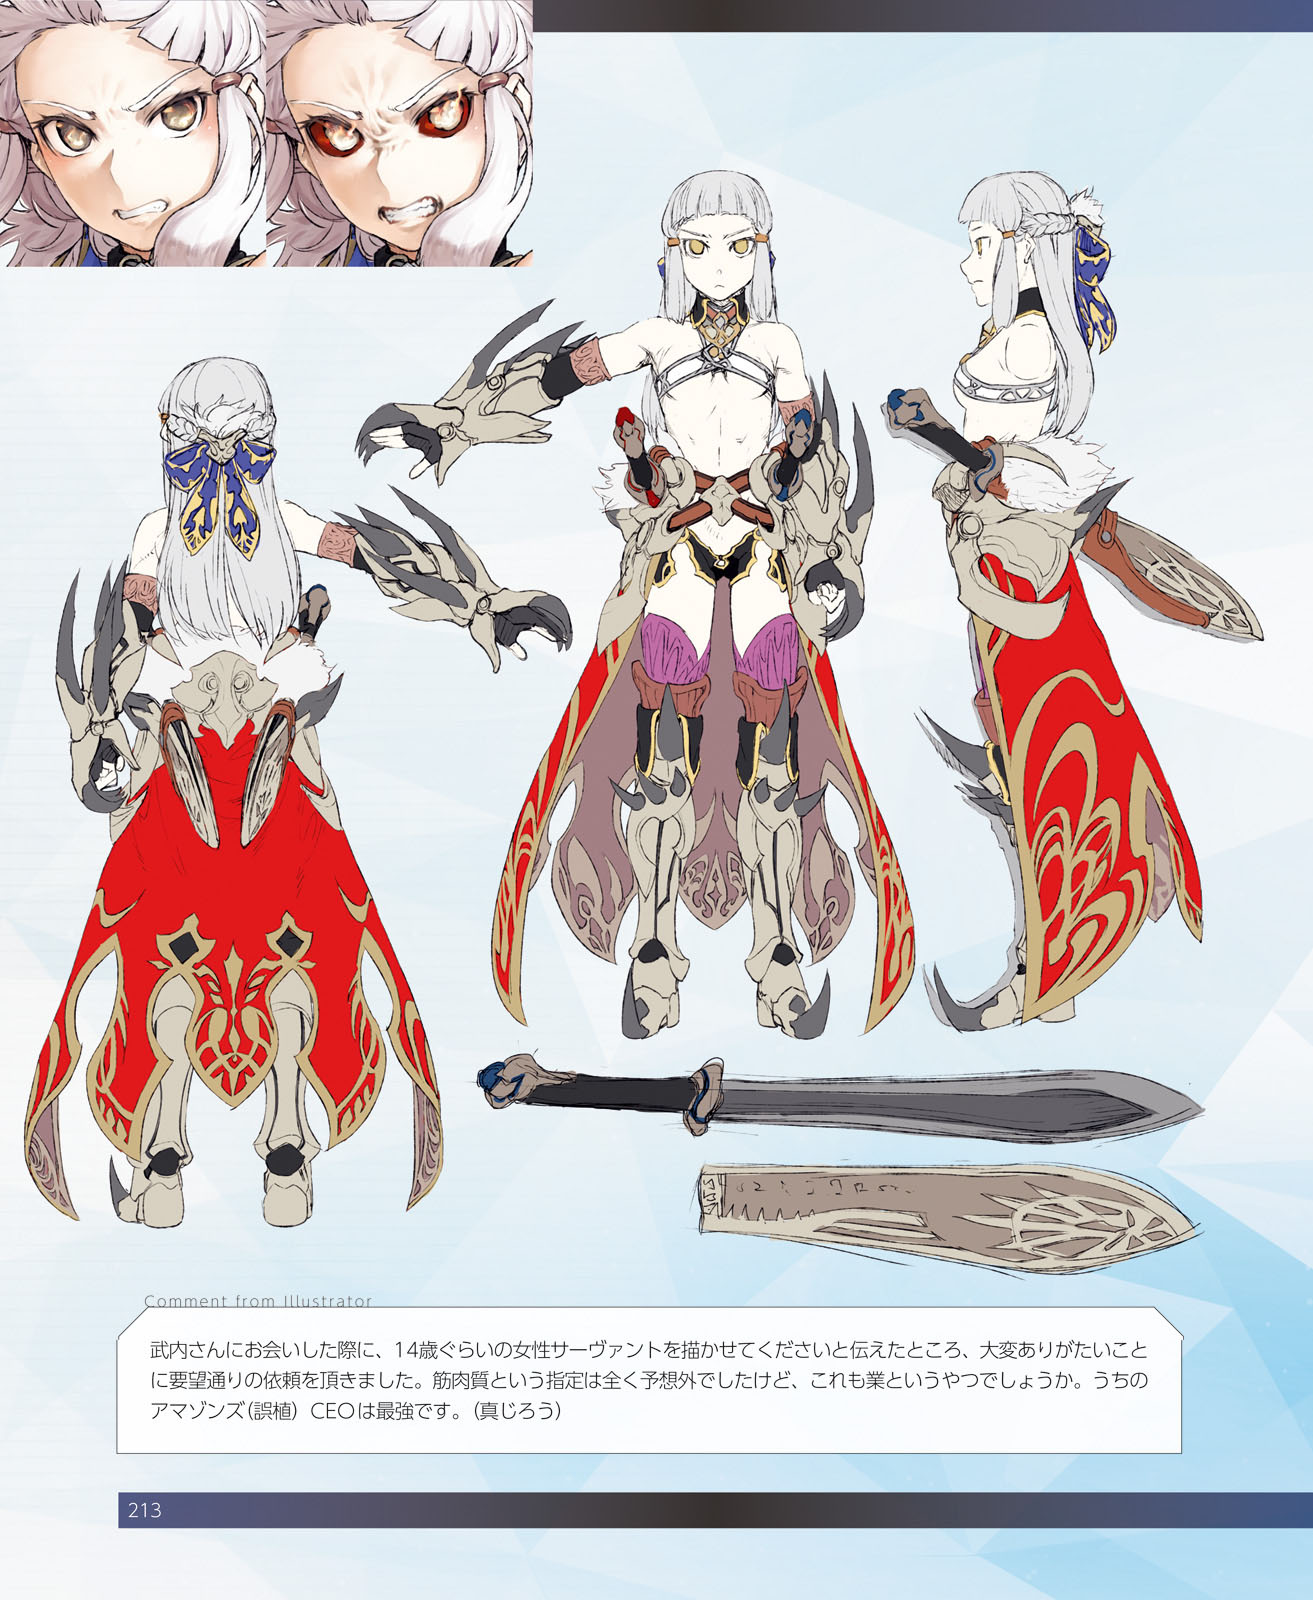 Comment from Illustrator
武内さんにお会いした際に、14歳ぐらいの女性サーヴァントを描かせてくださいと伝えたところ、大変ありがたいこと
に要望通りの依頼を頂きました。筋肉質という指定は全く予想外でしたけど、これも業というやつでしょうか。うちの
アマゾンズ(誤植) CEOは最強です。(真じろう)
213